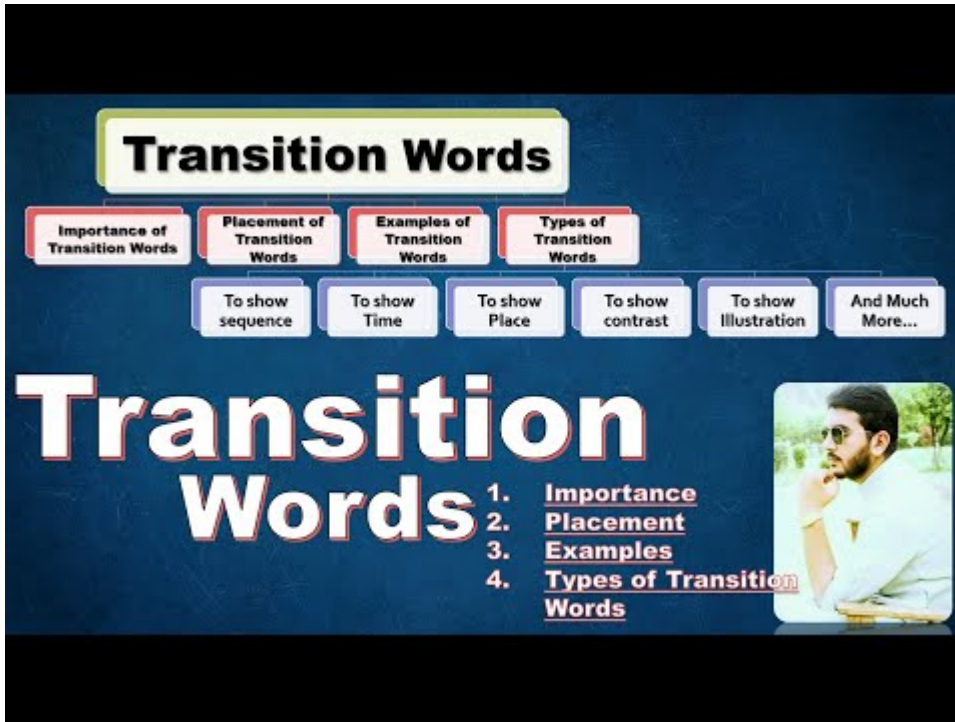 Transition Words
Importance of
Transition Words
Placement of
Transition
Words
Examples of
Transition
Words
Types of
Transition
Words
To show
sequence
To show
Time
To show
Place
To show
contrast
To show
Illustration
And Much
More...
Transition
Words
1. Importance
2. Placement
3. Examples
4. Types of Transition
Words